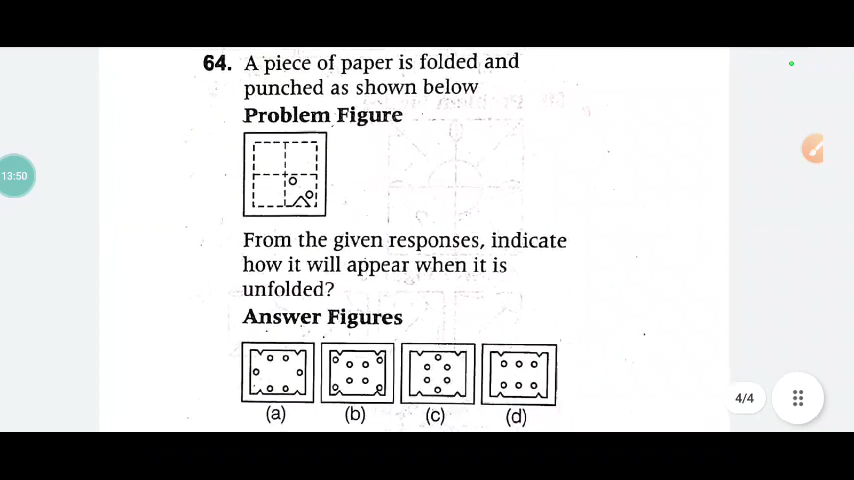 64. A piece of paper is folded and
punched as shown below
Problem Figure
13:50
From the given responses, indicate
how it will appear when it is
unfolded?
Answer Figures
4/4
(a) (b) (c) (d)